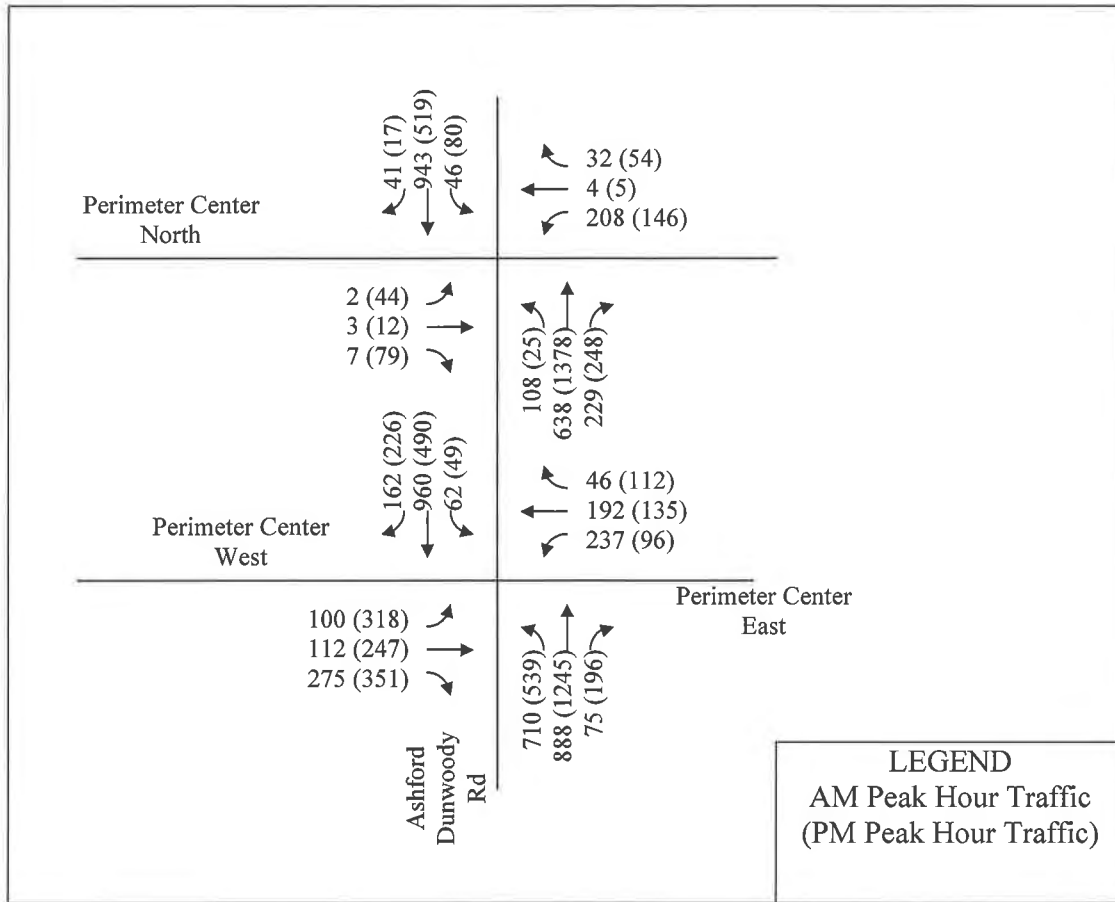 41 (17)
943 (519)
46 (80)
32 (54)
4 (5)
208 (146)
Perimeter Center
North
2 (44)
3 (12)
7 (79)
108 (25)
638 (1378)
229 (248)
162 (226)
960 (490)
62 (49)
46 (112)
192 (135)
237 (96)
Perimeter Center
West
Perimeter Center
East
100 (318)
112 (247)
275 (351)
710 (539)
888 (1245)
75 (196)
Ashford
Dunwoody
Rd
LEGEND
AM Peak Hour Traffic
(PM Peak Hour Traffic)